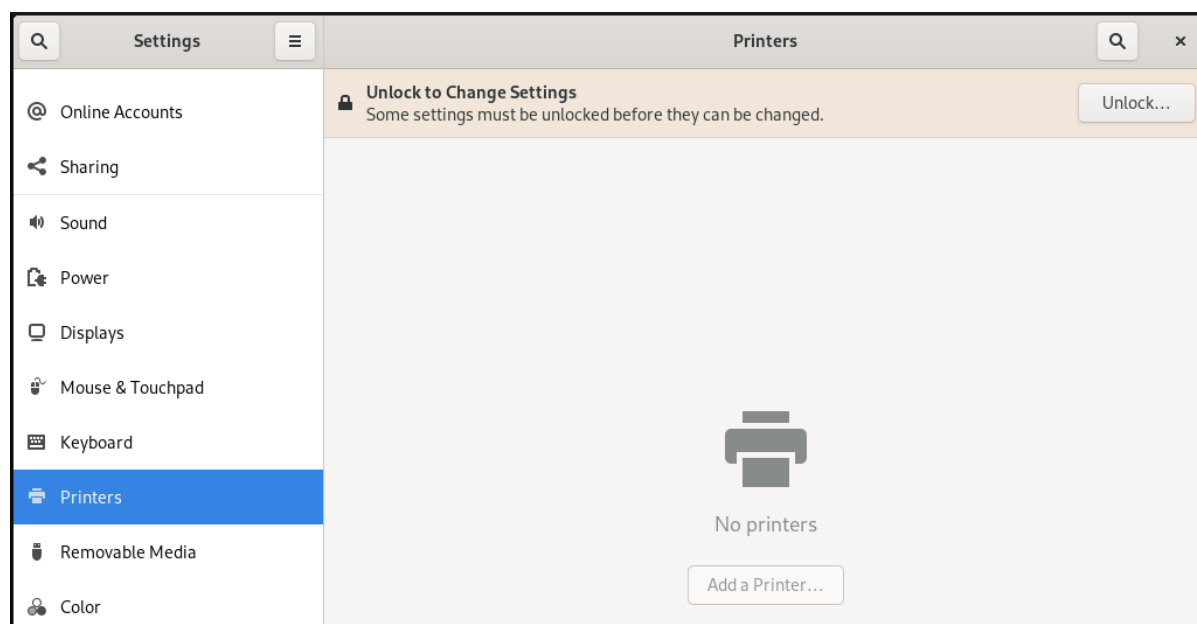 Settings
Printers
Unlock to Change Settings
Some settings must be unlocked before they can be changed.
Unlock...
Online Accounts
Sharing
Sound
Power
Displays
Mouse & Touchpad
Keyboard
Printers
Removable Media
Color
No printers
Add a Printer...